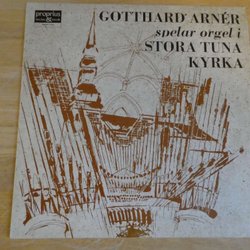 proprius
GOTTHARD ARNÉR
spelar orgel i
STORA TUNA
KYRKA